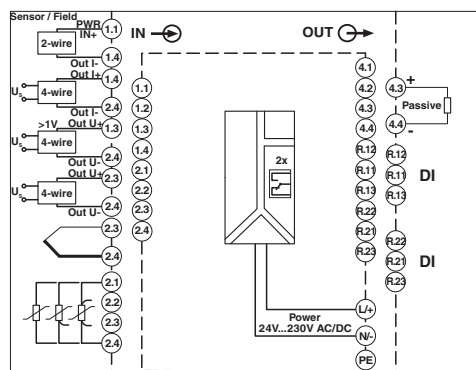 Sensor / Field
PWR
IN+
1.1
2-wire
Out I-
1.4
Out I+
1.4
Us
4-wire
Out I-
2.4
>1V
Out U+
1.3
Us
4-wire
Out U-
2.4
Out U+
2.3
Us
4-wire
Out U-
2.4
2.3
2.4
2.1
2.2
2.3
2.4
IN
1.1
1.2
1.3
1.4
2.1
2.2
2.3
2.4
2x
OUT
4.1
4.2
4.3
4.4
R.12
R.11
R.13
R.22
R.21
R.23
Power
24V...230V AC/DC
L/+
N/-
PE
4.3
+
Passive
4.4
-
R.12
R.11
R.13
DI
R.22
R.21
R.23
DI